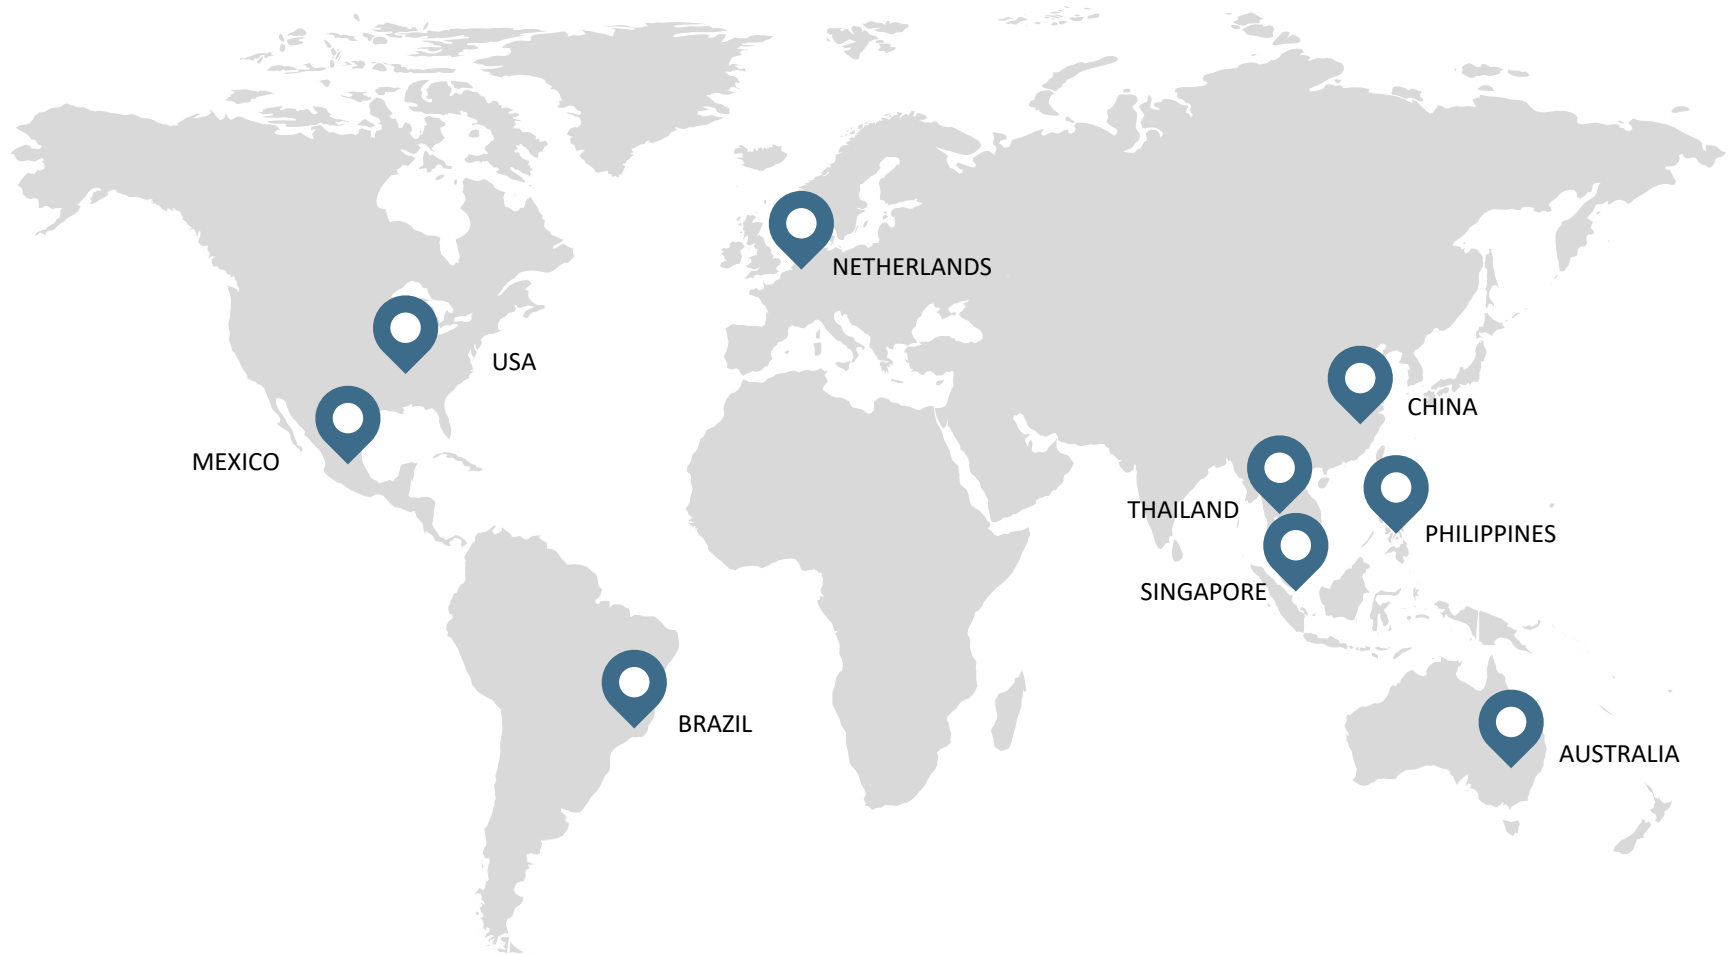 NETHERLANDS
USA
CHINA
MEXICO
THAILAND
PHILIPPINES
SINGAPORE
BRAZIL
AUSTRALIA